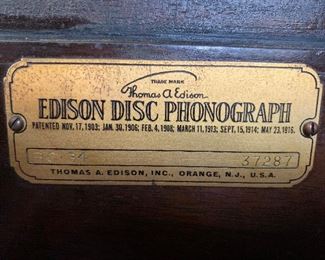 TRADE MARK
Thomas A Edison
EDISON DISC PHONOGRAPH
PATENTED NOV. 17, 1903; JAN. 30, 1906; FEB. 4, 1908; MARCH 11, 1913; SEPT. 15, 1914; MAY 23, 1916.
37287
THOMAS A. EDISON, INC., ORANGE, N.J., U.S.A.